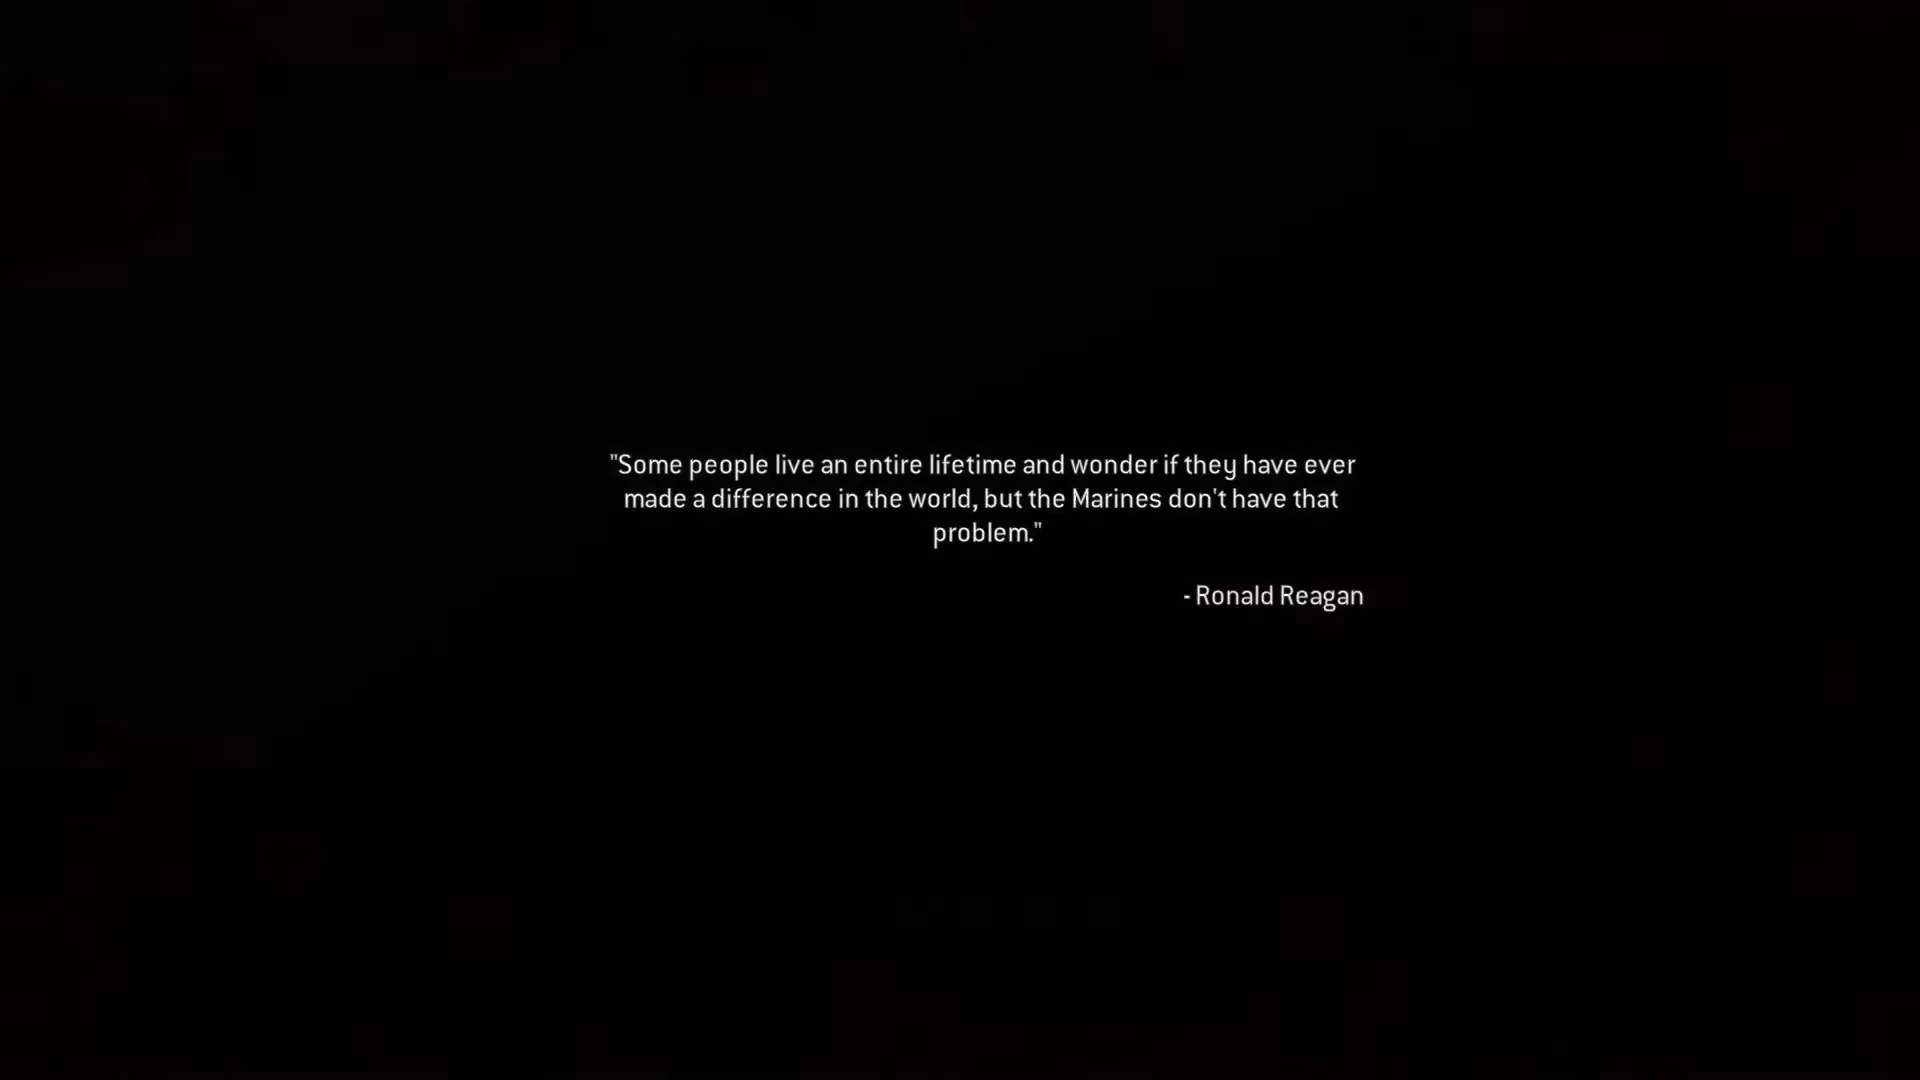 "Some people live an entire lifetime and wonder if they have ever
made a difference in the world, but the Marines don't have that
problem."
- Ronald Reagan